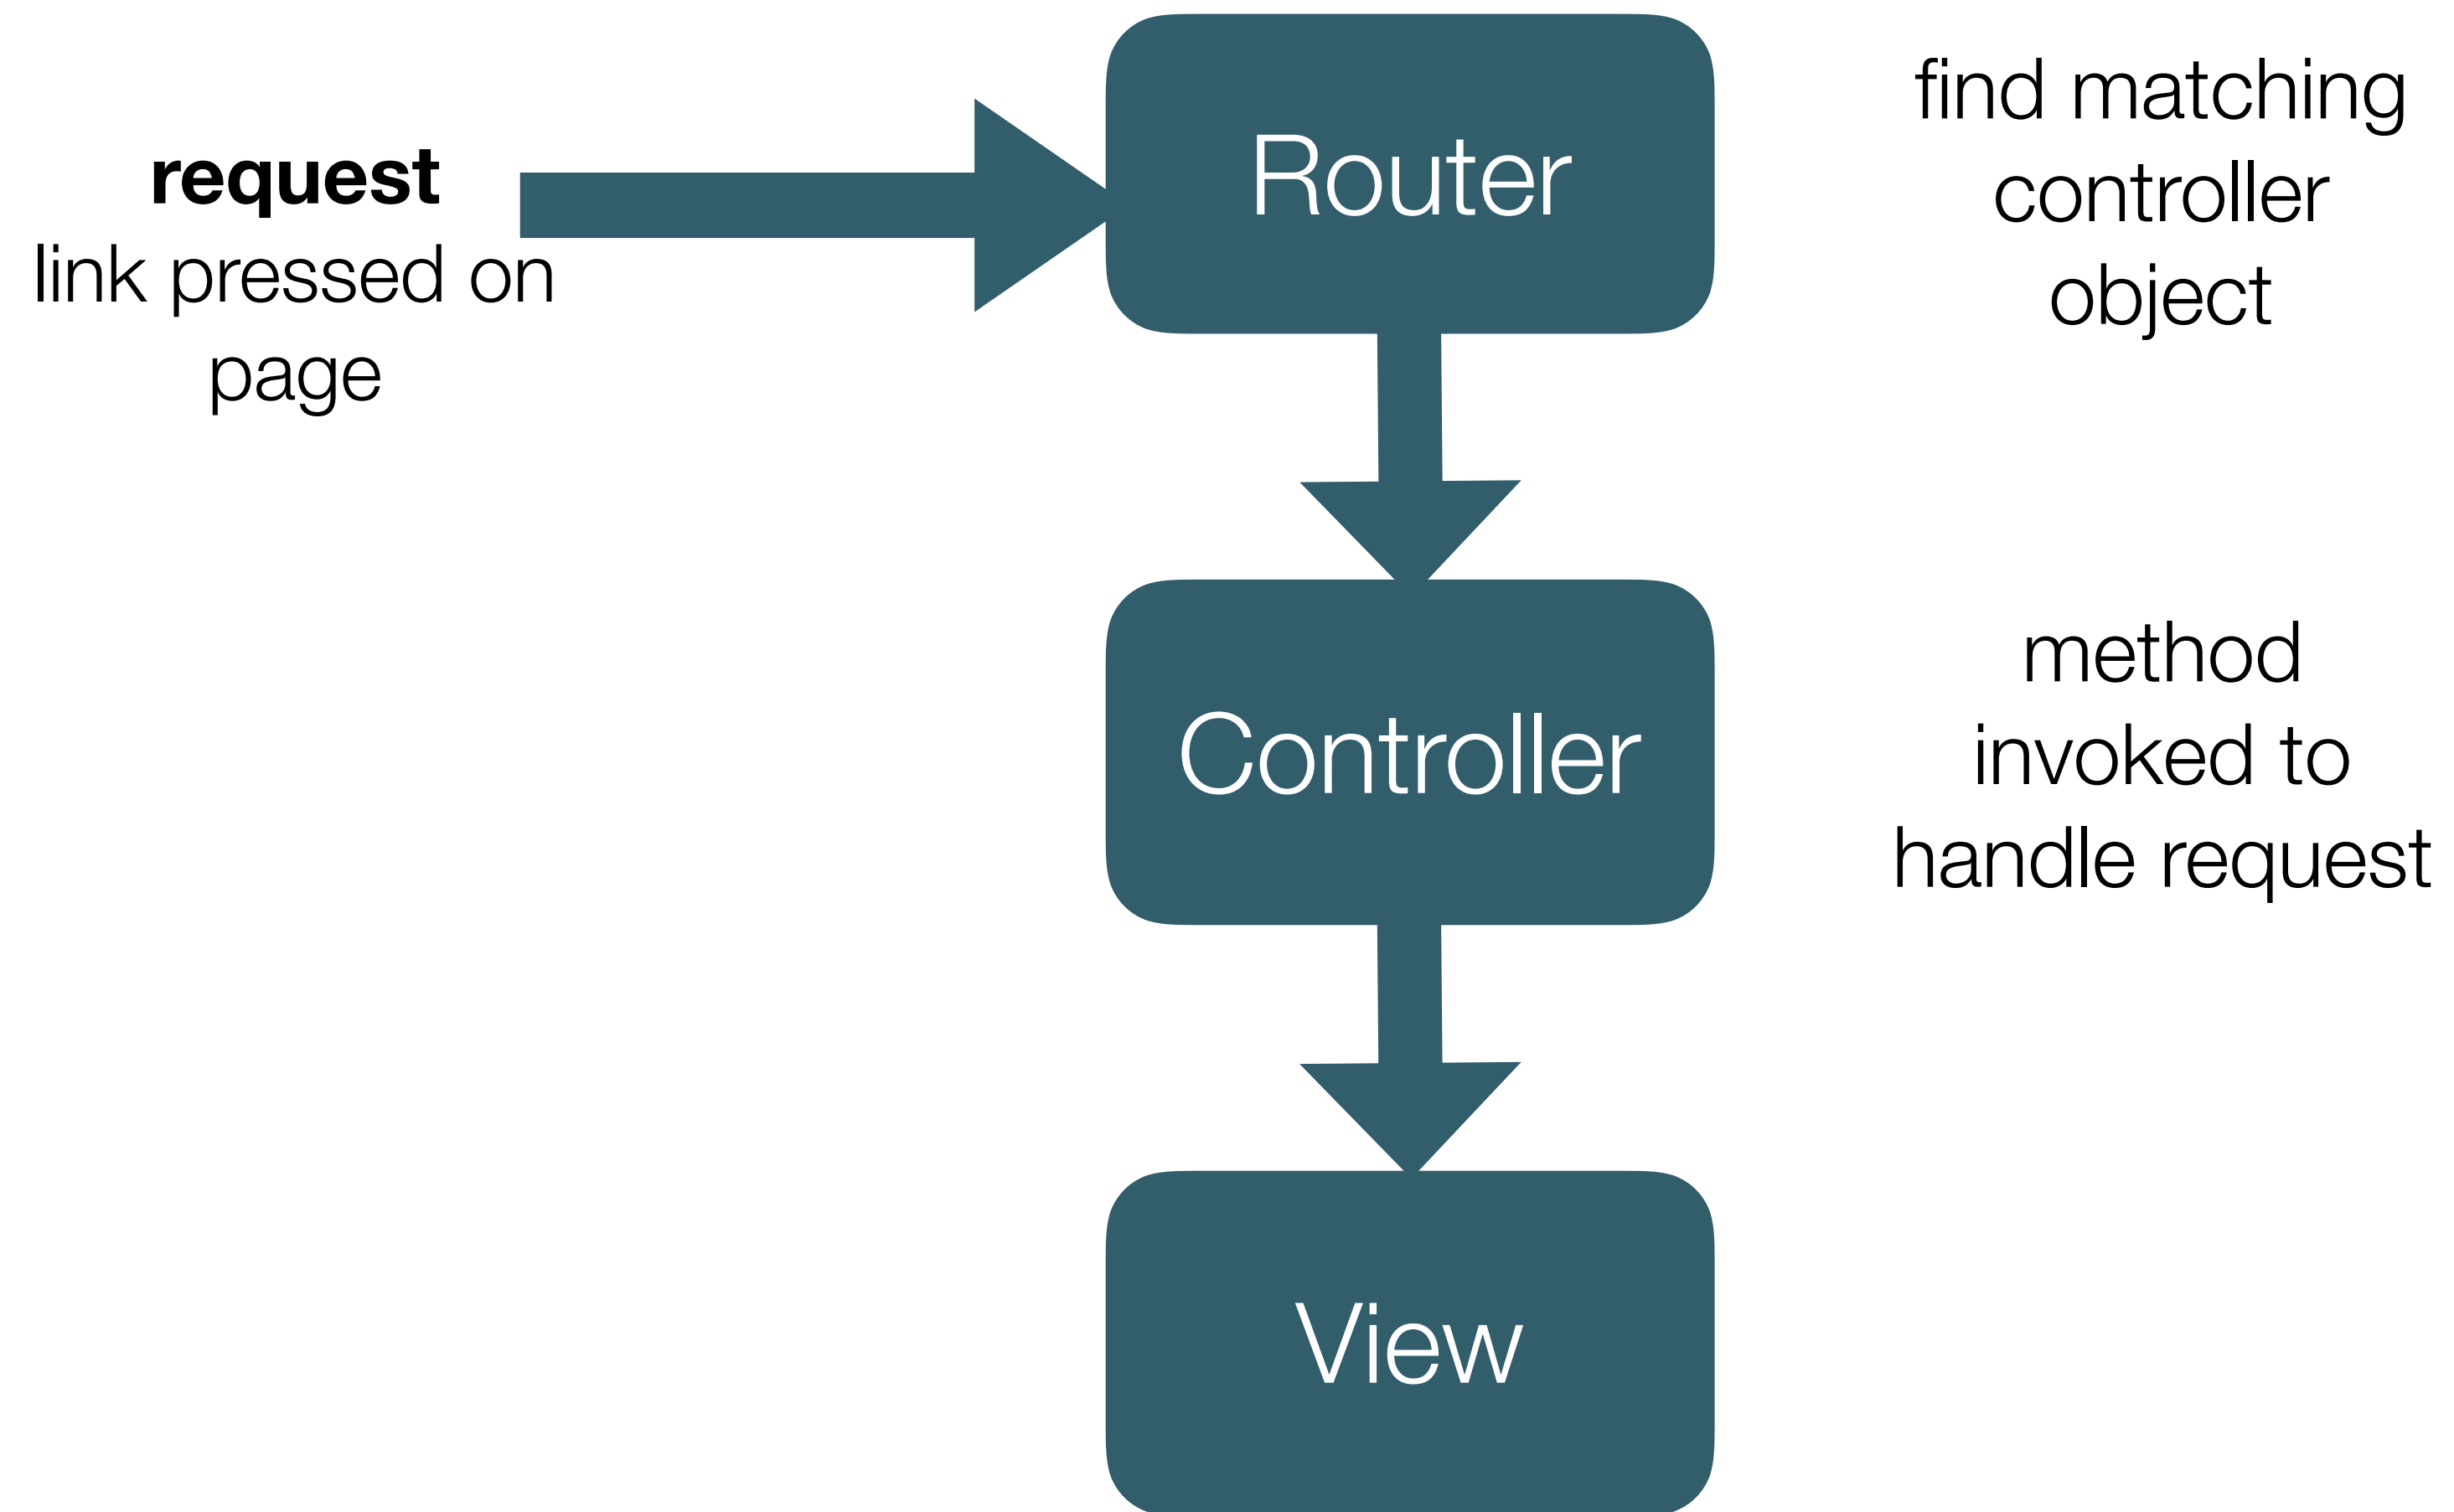 request
link pressed on
page
Router
find matching
controller
object
Controller
method
invoked to
handle request
View